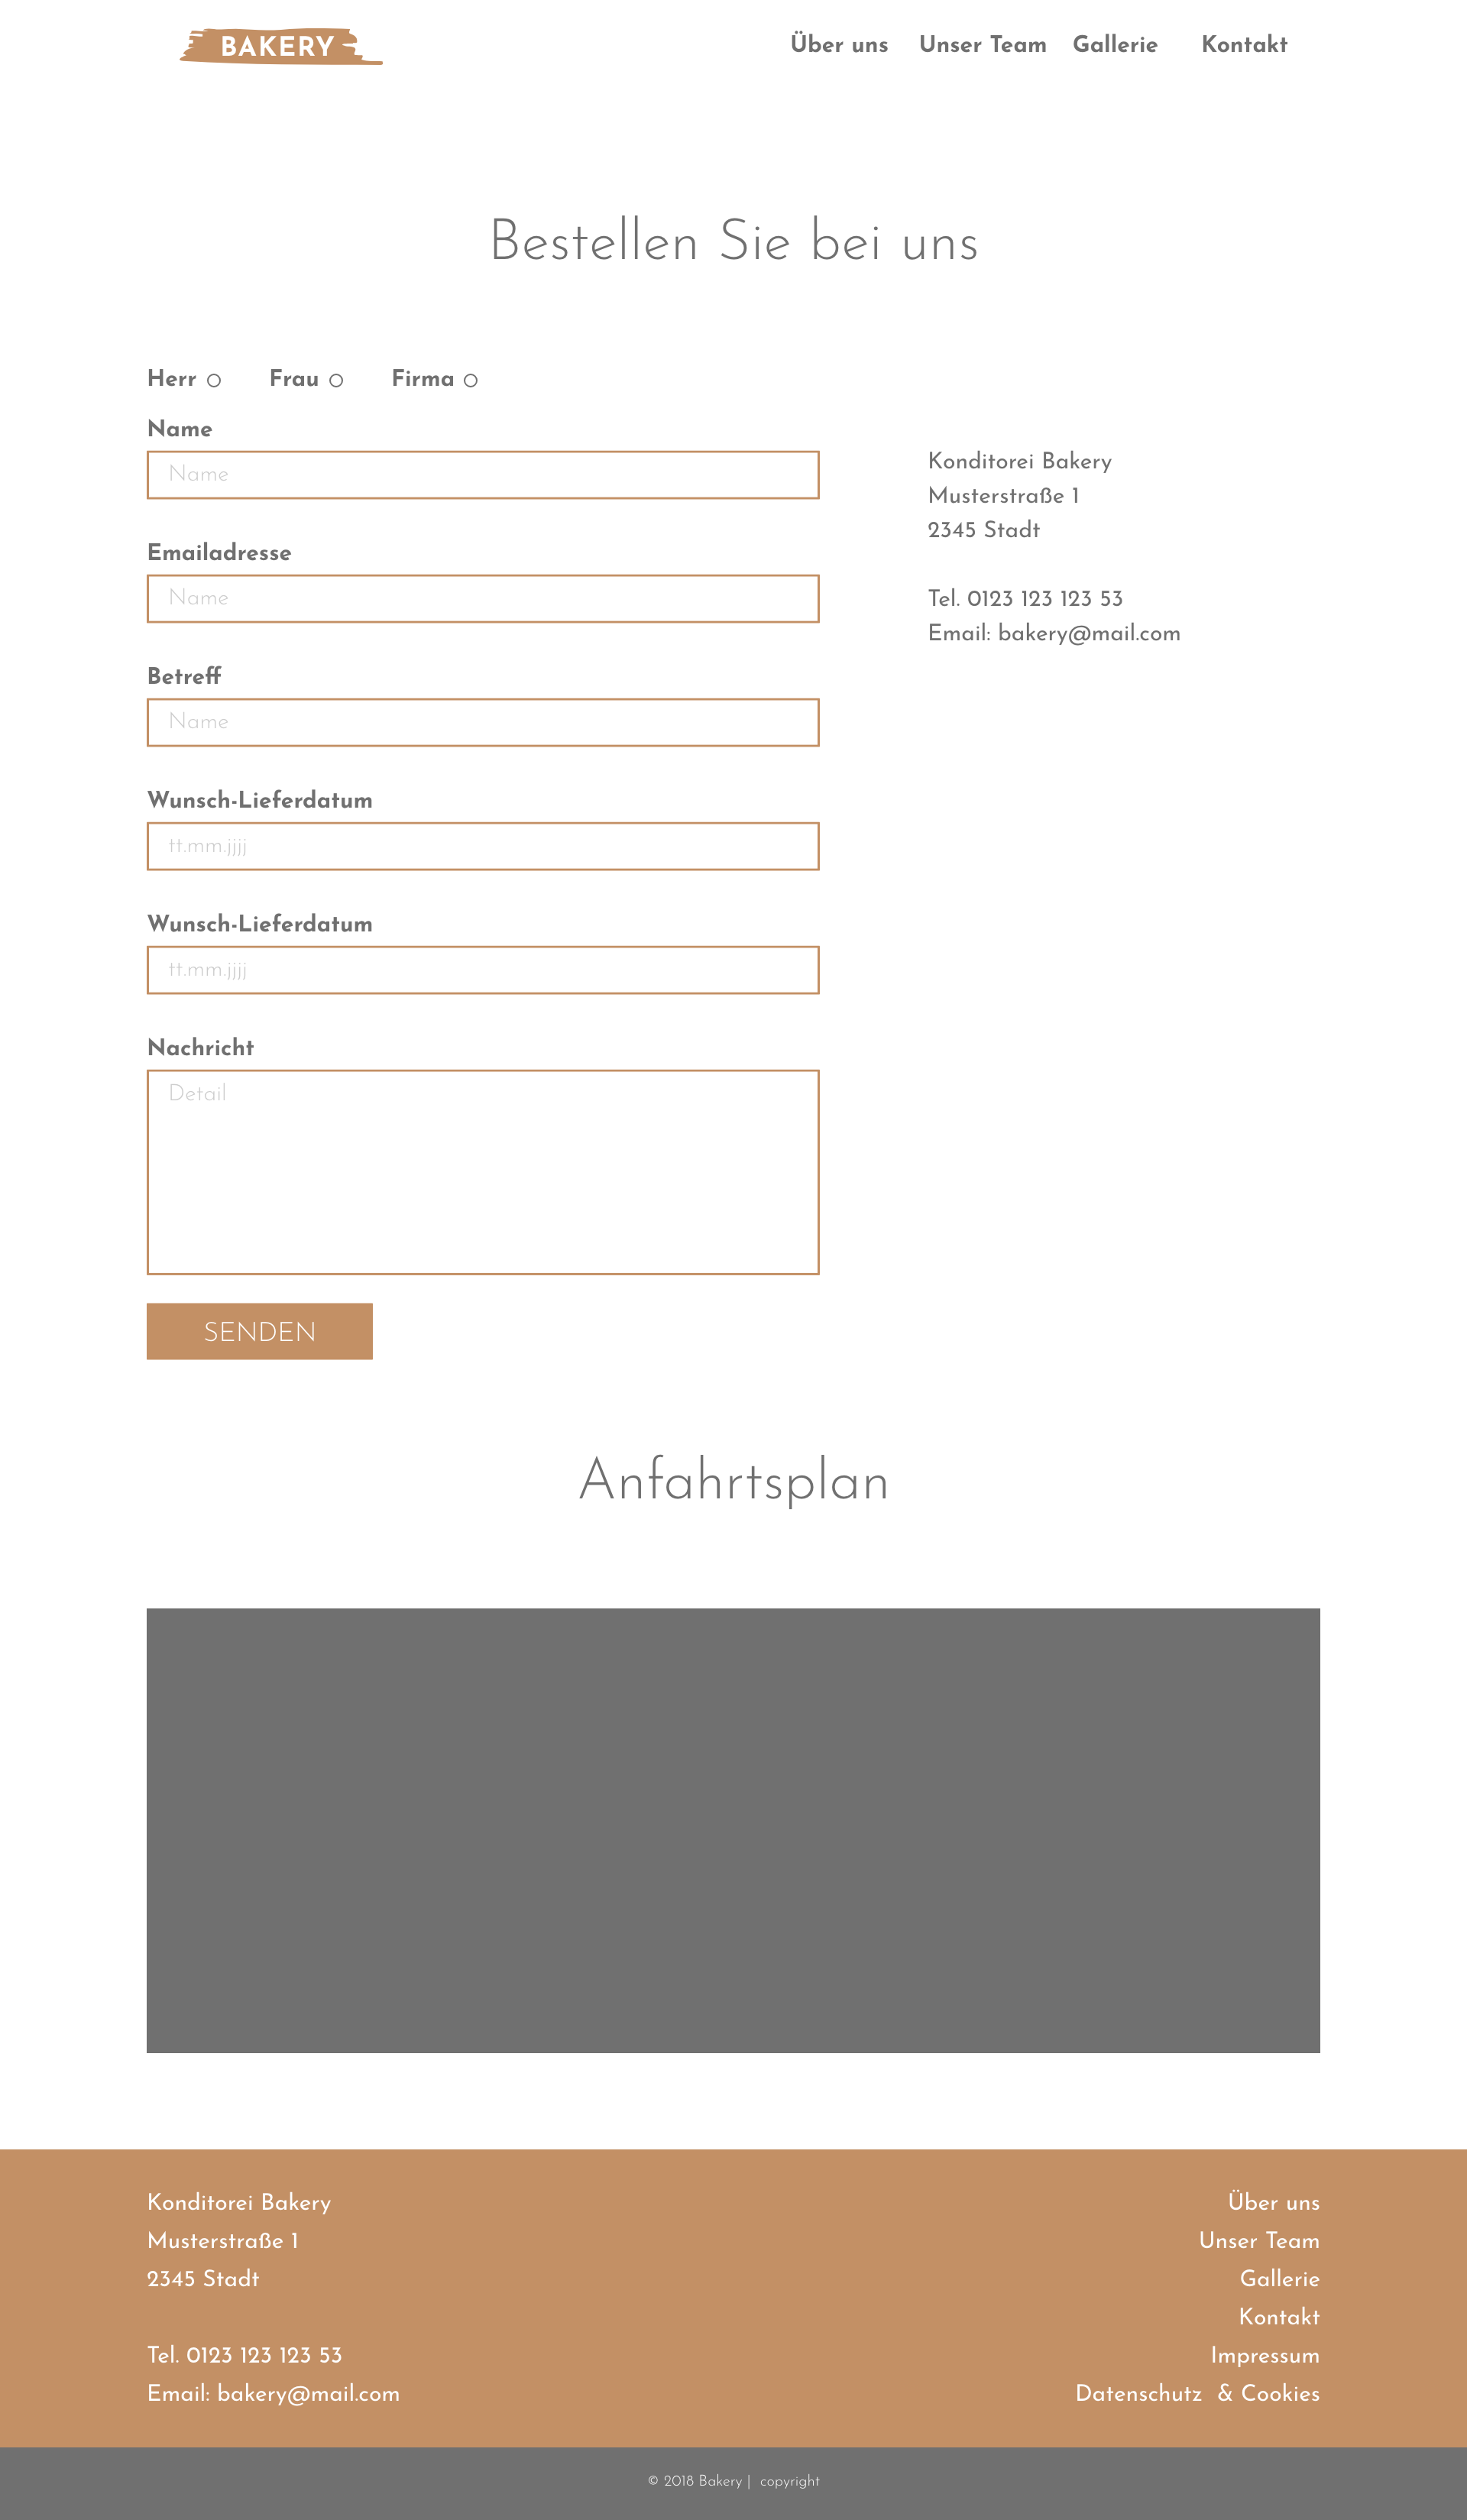 BAKERY
Über uns Unser Team Gallerie Kontakt
Bestellen Sie bei uns
Herr Frau Firma
Name
Name
Emailadresse
Name
Betreff
Name
Wunsch-Lieferdatum
tt.mm.jjjj
Wunsch-Lieferdatum
tt.mm.jjjj
Nachricht
Detail
SENDEN
Konditorei Bakery
Musterstraße 1
2345 Stadt
Tel. 0123 123 123 53
Email: bakery@mail.com
Anfahrtsplan
Konditorei Bakery
Musterstraße 1
2345 Stadt
Tel. 0123 123 123 53
Email: bakery@mail.com
Über uns
Unser Team
Gallerie
Kontakt
Impressum
Datenschutz & Cookies
© 2018 Bakery | copyright